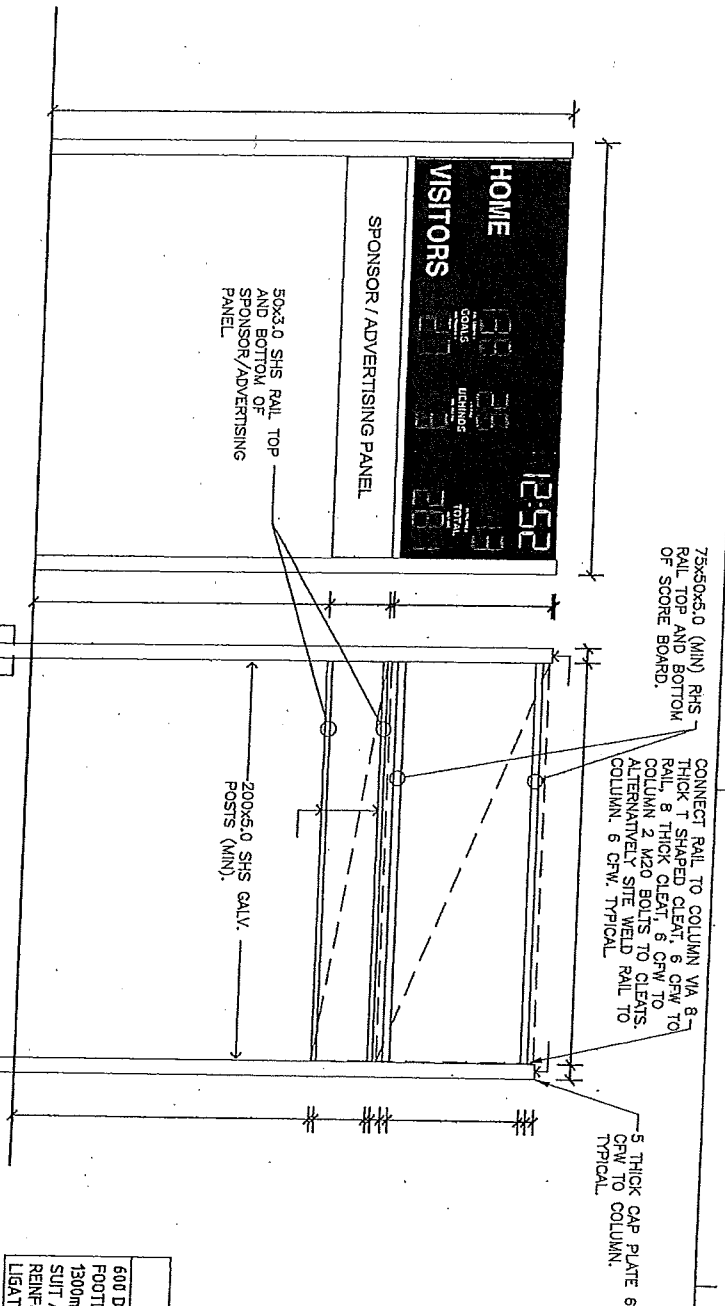 HOME
VISITORS
GOALS
TOTAL
12:52
SPONSOR / ADVERTISING PANEL
50x3.0 SHS RAIL TOP
AND BOTTOM OF
SPONSOR/ADVERTISING
PANEL.
75x50x5.0 (MIN) RHS
RAIL TOP AND BOTTOM
OF SCORE BOARD.
CONNECT RAIL TO COLUMN VIA 8
THICK T SHAPED CLEAT, 6 CFW TO
RAIL, 8 THICK CLEAT, 6 CFW TO
COLUMN 2 M20 BOLTS TO CLEATS.
ALTERNATIVELY SITE WELD RAIL TO
COLUMN. 6 CFW. TYPICAL
5 THICK CAP PLATE 6
CFW TO COLUMN.
TYPICAL.
200x5.0 SHS GALV.
POSTS (MIN).
600 D
FOOTI
1300m
SUIT
REINF
LIGAT